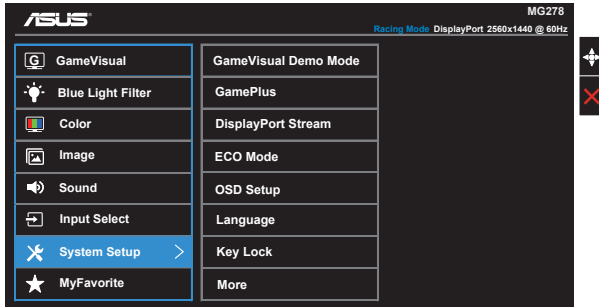 ASUS
MG278
Racing Mode DisplayPort 2560x1440 @ 60Hz
G GameVisual
Blue Light Filter
Color
Image
Sound
Input Select
System Setup
MyFavorite
GameVisual Demo Mode
GamePlus
DisplayPort Stream
ECO Mode
OSD Setup
Language
Key Lock
More